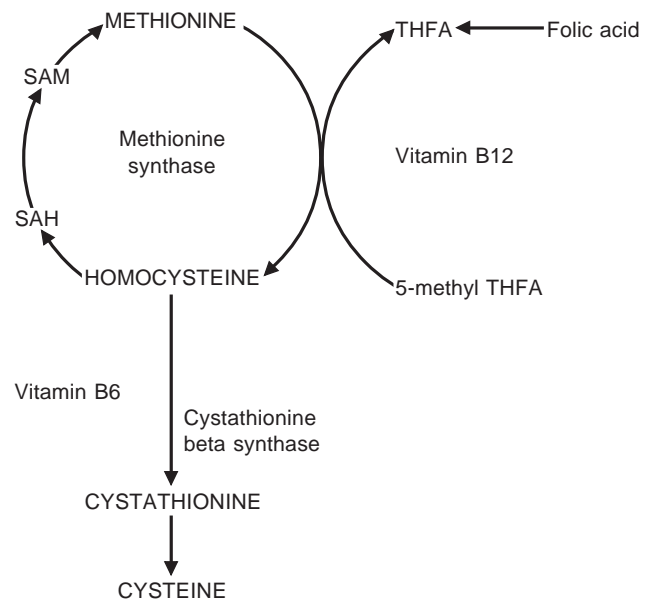 METHIONINE
THFA
Folic acid
SAM
Methionine
synthase
Vitamin B12
SAH
HOMOCYSTEINE
5-methyl THFA
Vitamin B6
Cystathionine
beta synthase
CYSTATHIONINE
CYSTEINE